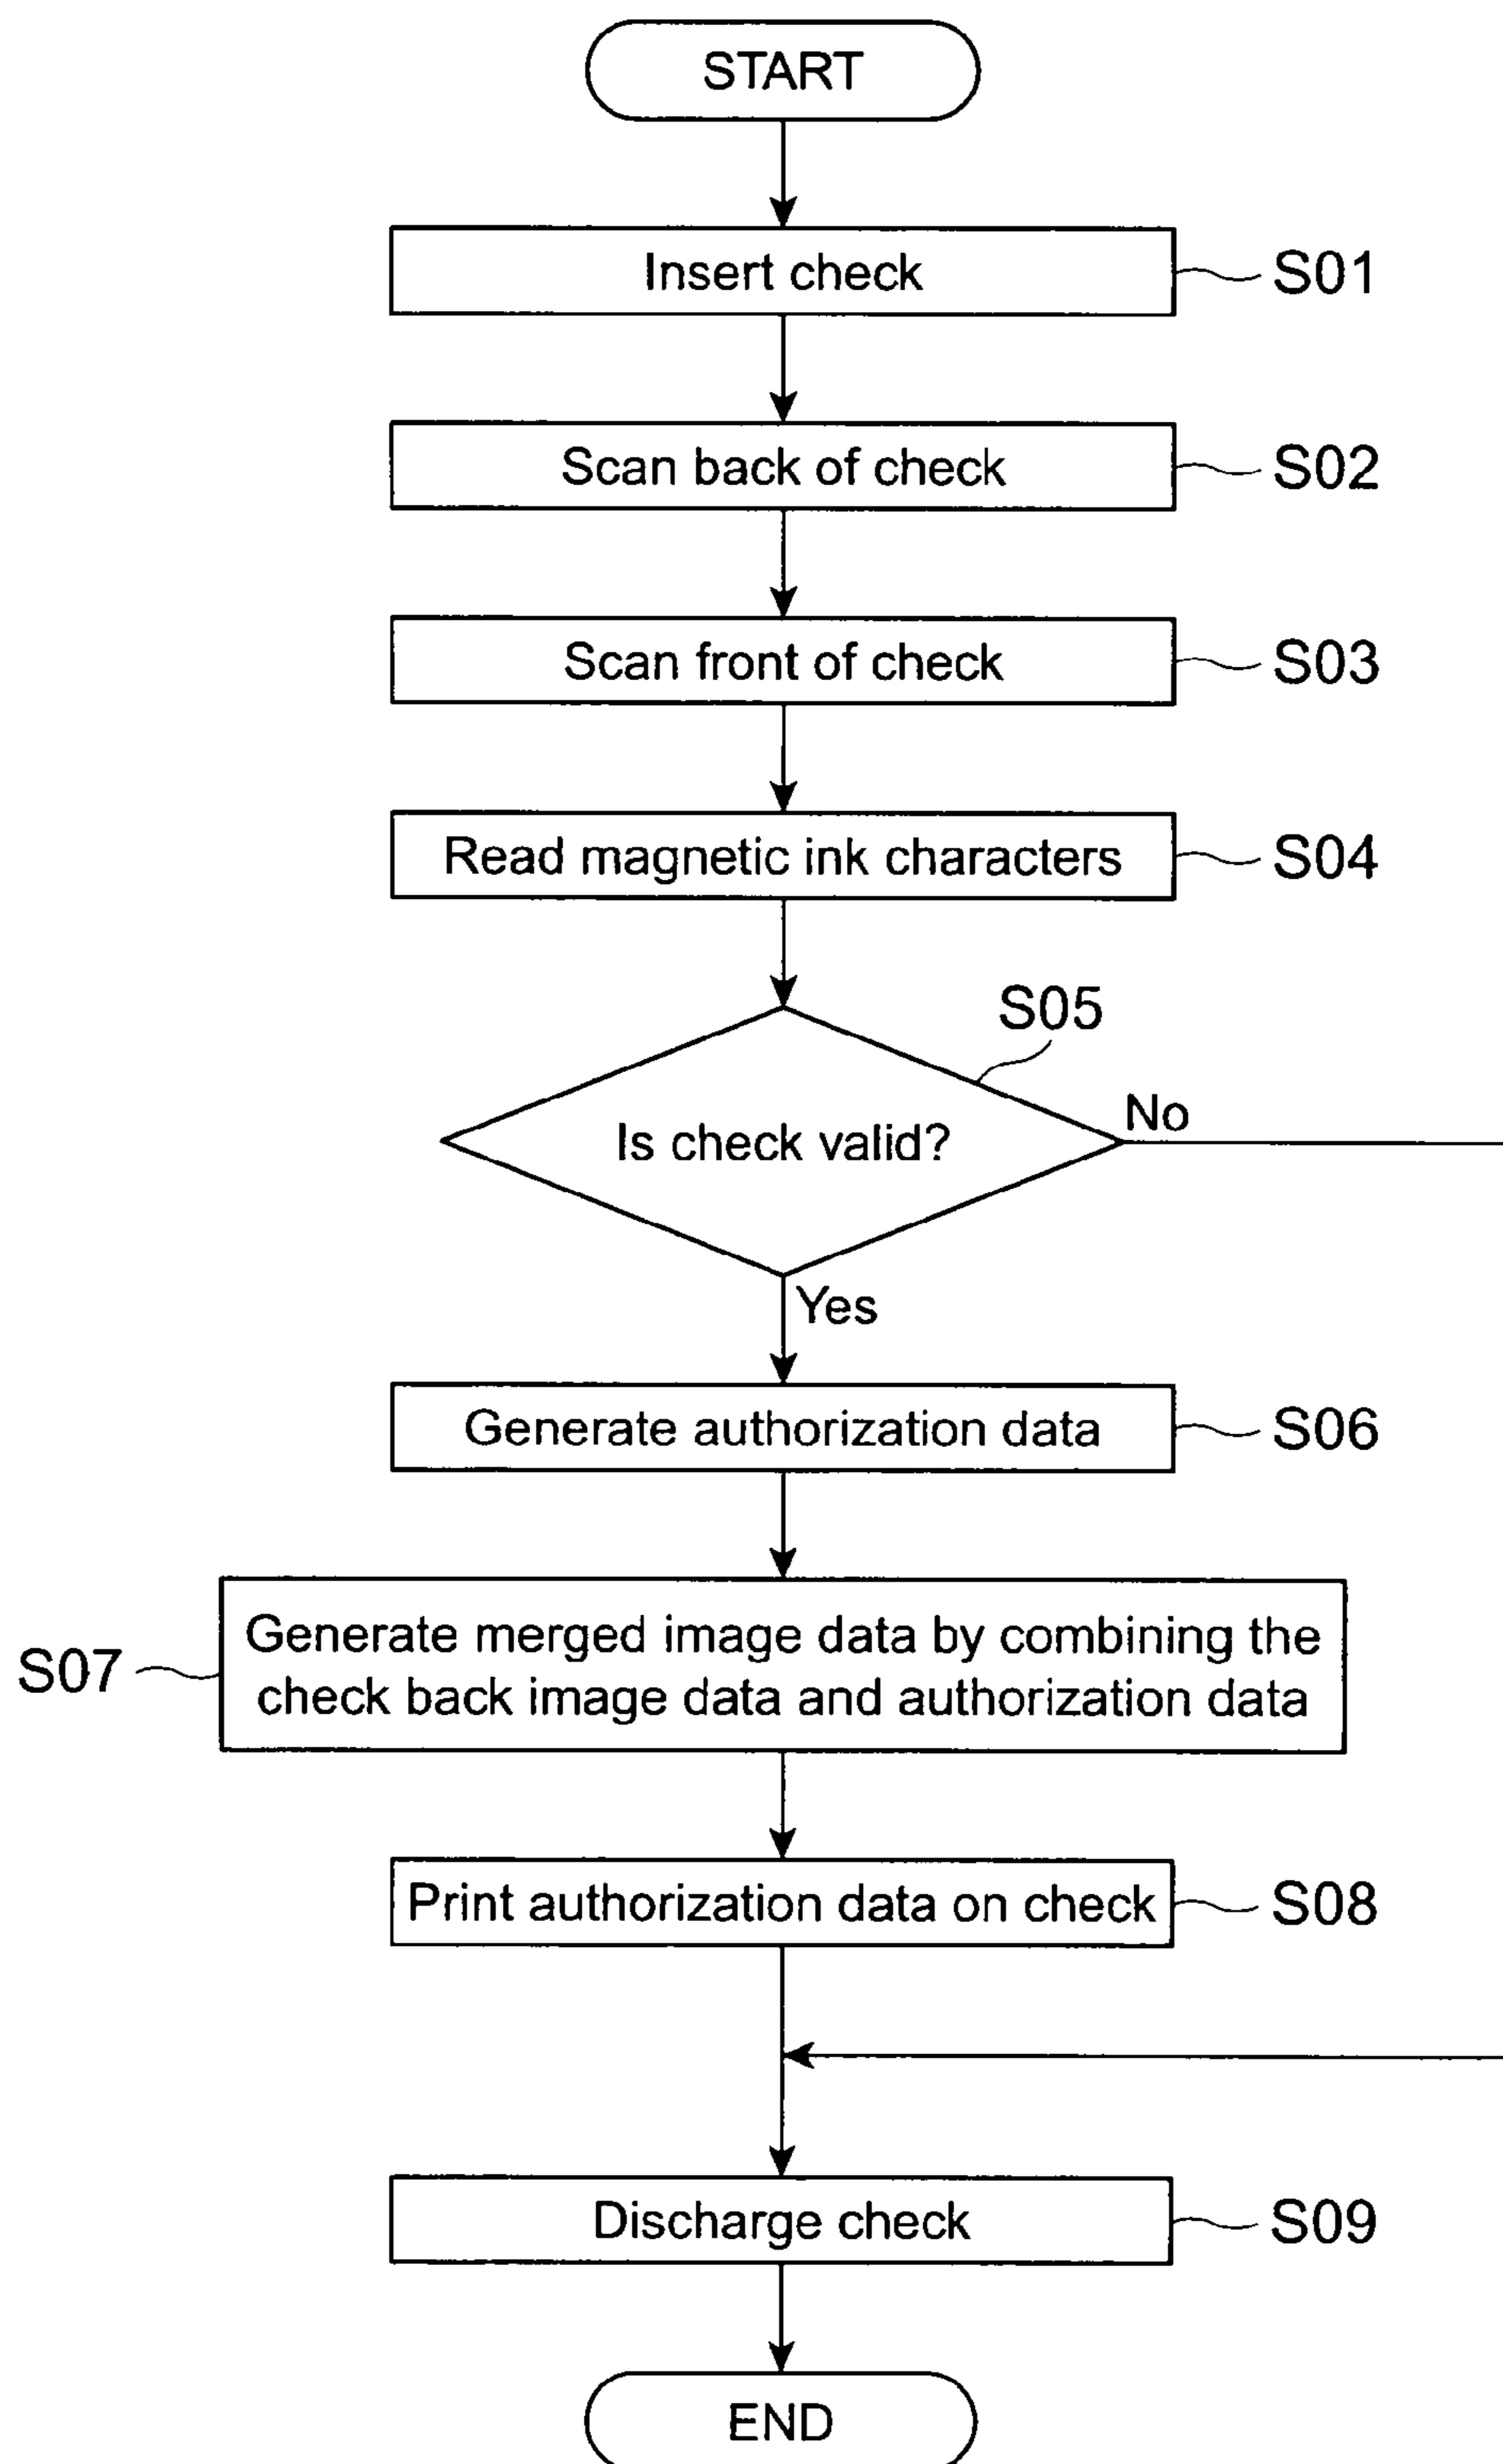 START
Insert check
S01
Scan back of check
S02
Scan front of check
S03
Read magnetic ink characters
S04
S05
Is check valid?
No
Yes
Generate authorization data
S06
S07
Generate merged image data by combining the
check back image data and authorization data
Print authorization data on check
S08
Discharge check
S09
END